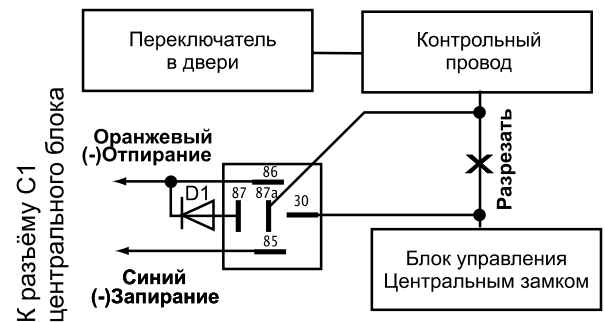 Переключатель
в двери
Контрольный
провод
К разъёму C1
центрального блока
Оранжевый
(-)Отпирание
Разрезать
D1
86
87
87a
30
85
Синий
(-)Запирание
Блок управления
Центральным замком